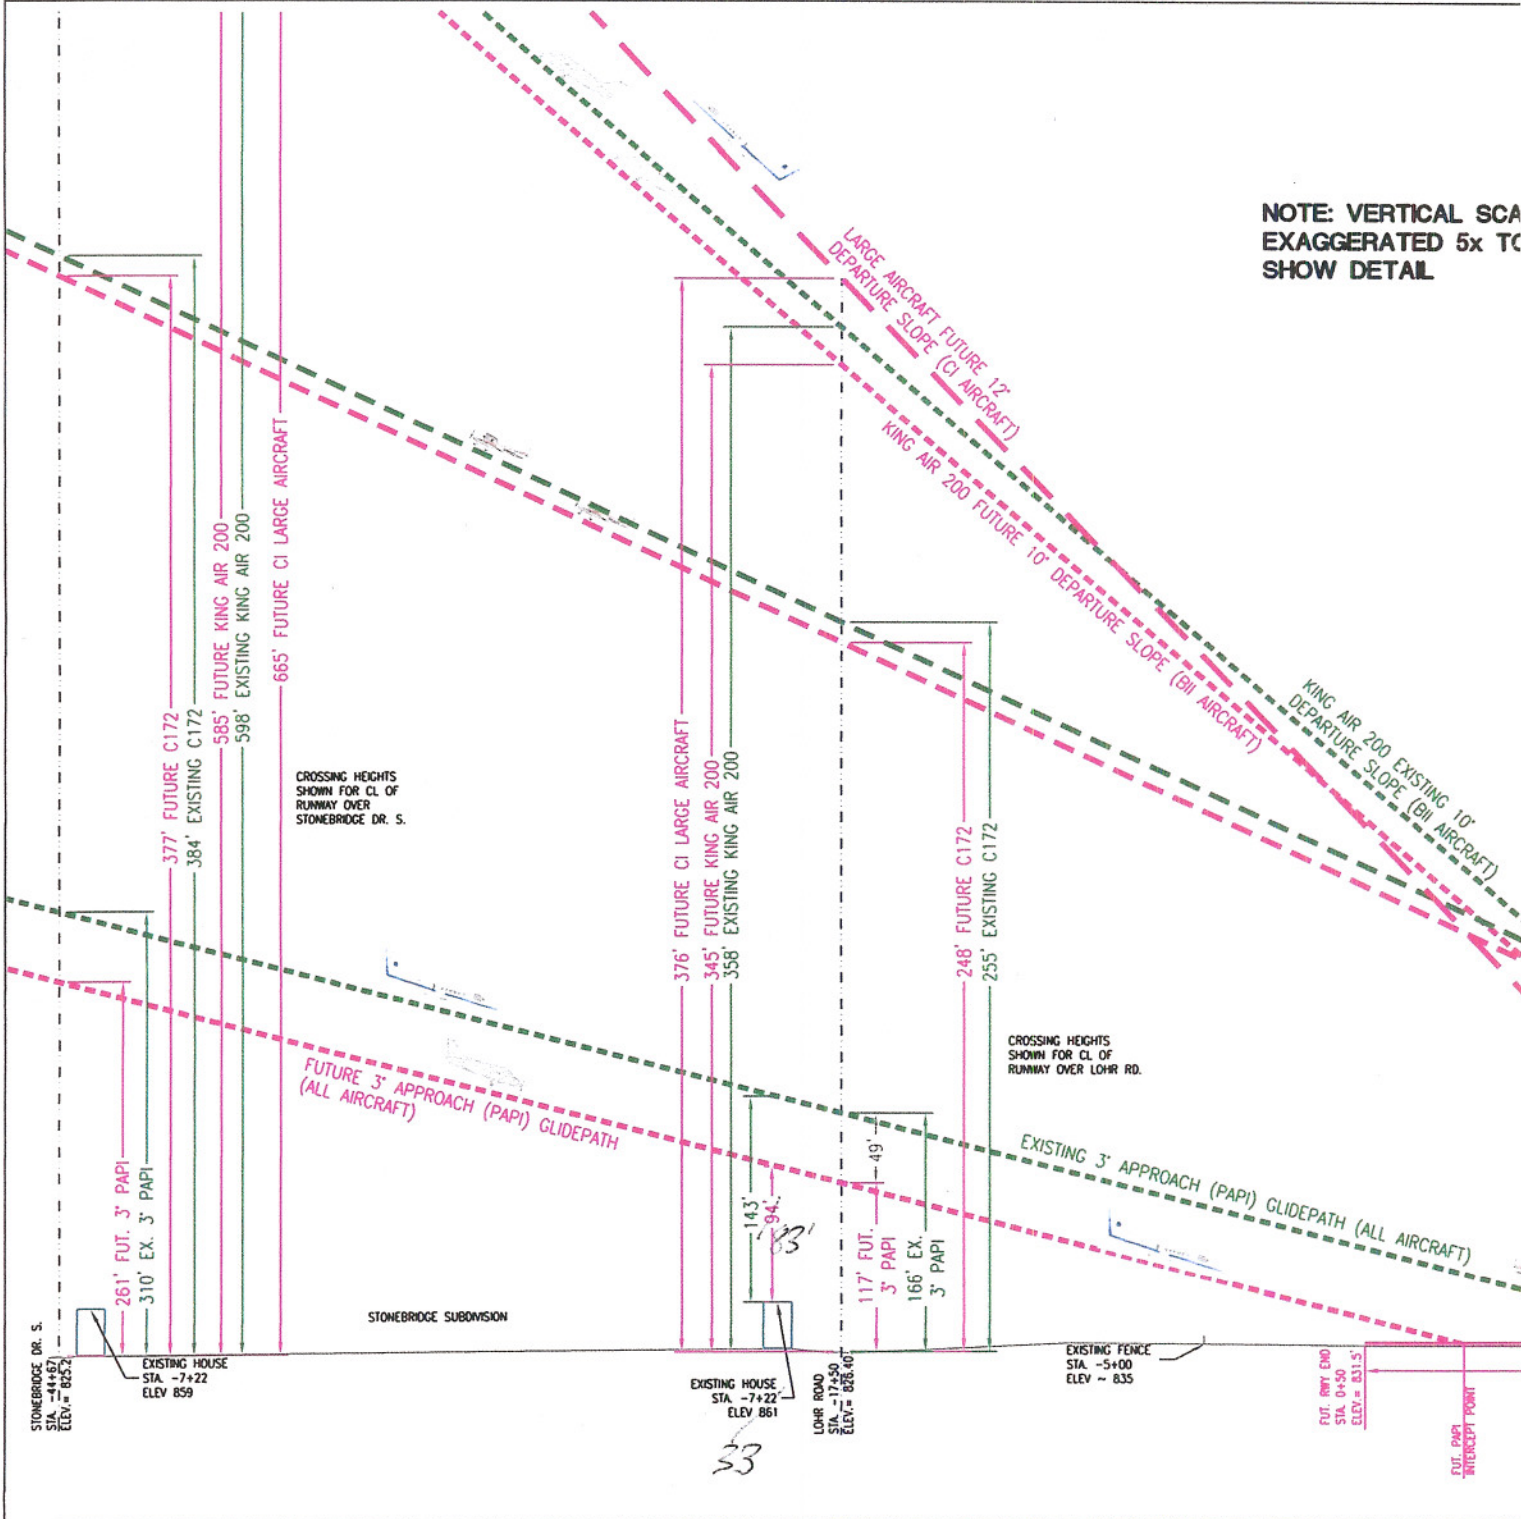 NOTE: VERTICAL SCA
EXAGGERATED 5x TO
SHOW DETAIL
LARGE AIRCRAFT FUTURE 12°
DEPARTURE SLOPE (CI AIRCRAFT)
KING AIR 200 FUTURE 10° DEPARTURE SLOPE (BII AIRCRAFT)
KING AIR 200 EXISTING 10°
DEPARTURE SLOPE (BII AIRCRAFT)
377' FUTURE C172
384' EXISTING C172
585' FUTURE KING AIR 200
598' EXISTING KING AIR 200
665' FUTURE CI LARGE AIRCRAFT
CROSSING HEIGHTS
SHOWN FOR CL OF
RUNWAY OVER
STONEBRIDGE DR. S.
376' FUTURE CI LARGE AIRCRAFT
345' FUTURE KING AIR 200
358' EXISTING KING AIR 200
248' FUTURE C172
255' EXISTING C172
CROSSING HEIGHTS
SHOWN FOR CL OF
RUNWAY OVER LOHR RD.
FUTURE 3° APPROACH (PAPI) GLIDEPATH
(ALL AIRCRAFT)
EXISTING 3° APPROACH (PAPI) GLIDEPATH (ALL AIRCRAFT)
261' FUT. 3° PAPI
310' EX. 3° PAPI
143'
94'
83'
49'
117' FUT.
3° PAPI
166' EX.
3° PAPI
STONEBRIDGE SUBDIVISION
STONEBRIDGE DR. S.
STA. -44+67
ELEV.= 825.2
EXISTING HOUSE
STA. -7+22
ELEV 859
EXISTING HOUSE
STA. -7+22
ELEV 861
33
LOHR ROAD
STA. -17+50
ELEV.= 828.40
EXISTING FENCE
STA. -5+00
ELEV ~ 835
FUT. RWY END
STA. 0+50
ELEV.= 831.5'
FUT. PAPI
INTERCEPT POINT